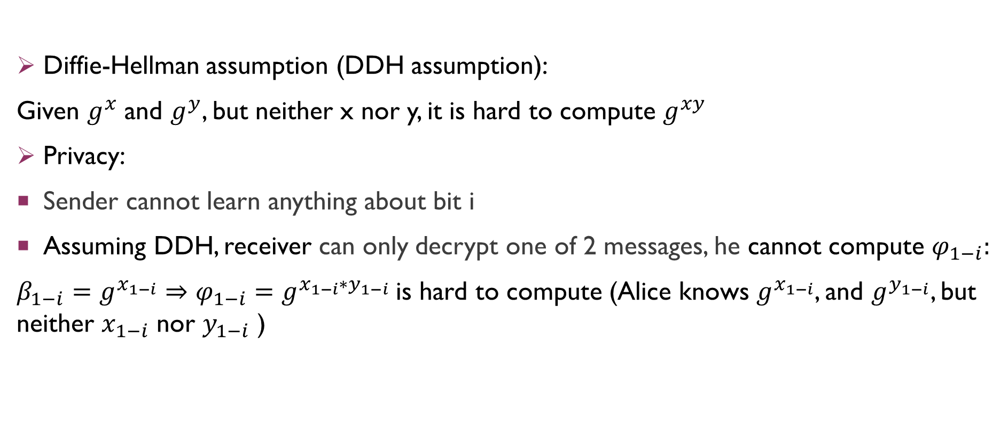 ➢ Diffie-Hellman assumption (DDH assumption):
Given $g^x$ and $g^y$, but neither x nor y, it is hard to compute $g^{xy}$
➢ Privacy:
▪ Sender cannot learn anything about bit i
▪ Assuming DDH, receiver can only decrypt one of 2 messages, he cannot compute $\varphi_{1-i}$:
$\beta_{1-i} = g^{x_{1-i}} \Rightarrow \varphi_{1-i} = g^{x_{1-i}*y_{1-i}}$ is hard to compute (Alice knows $g^{x_{1-i}}$, and $g^{y_{1-i}}$, but
neither $x_{1-i}$ nor $y_{1-i}$ )